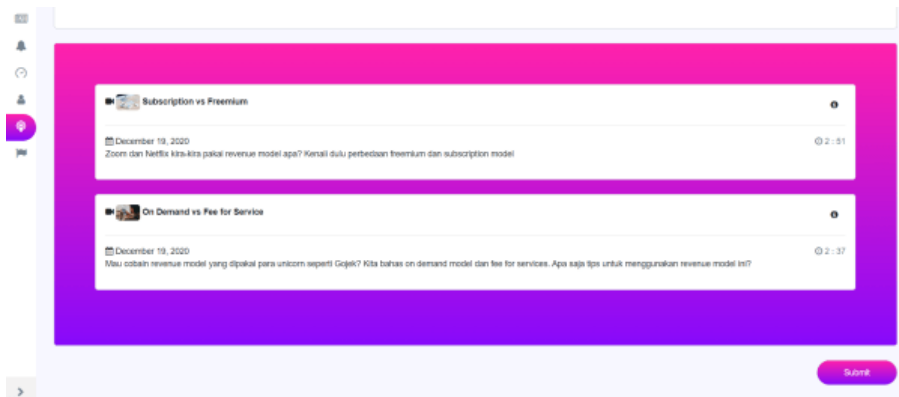 Subscription vs Freemium
December 19, 2020
2 : 51
Zoom dan Netflix kira-kira pakai revenue model apa? Kenali dulu perbedaan freemium dan subscription model
On Demand vs Fee for Service
December 19, 2020
2 : 37
Mau cobain revenue model yang dipakai para unicorn seperti Gojek? Kita bahas on demand model dan fee for services. Apa saja tips untuk menggunakan revenue model ini?
Submit